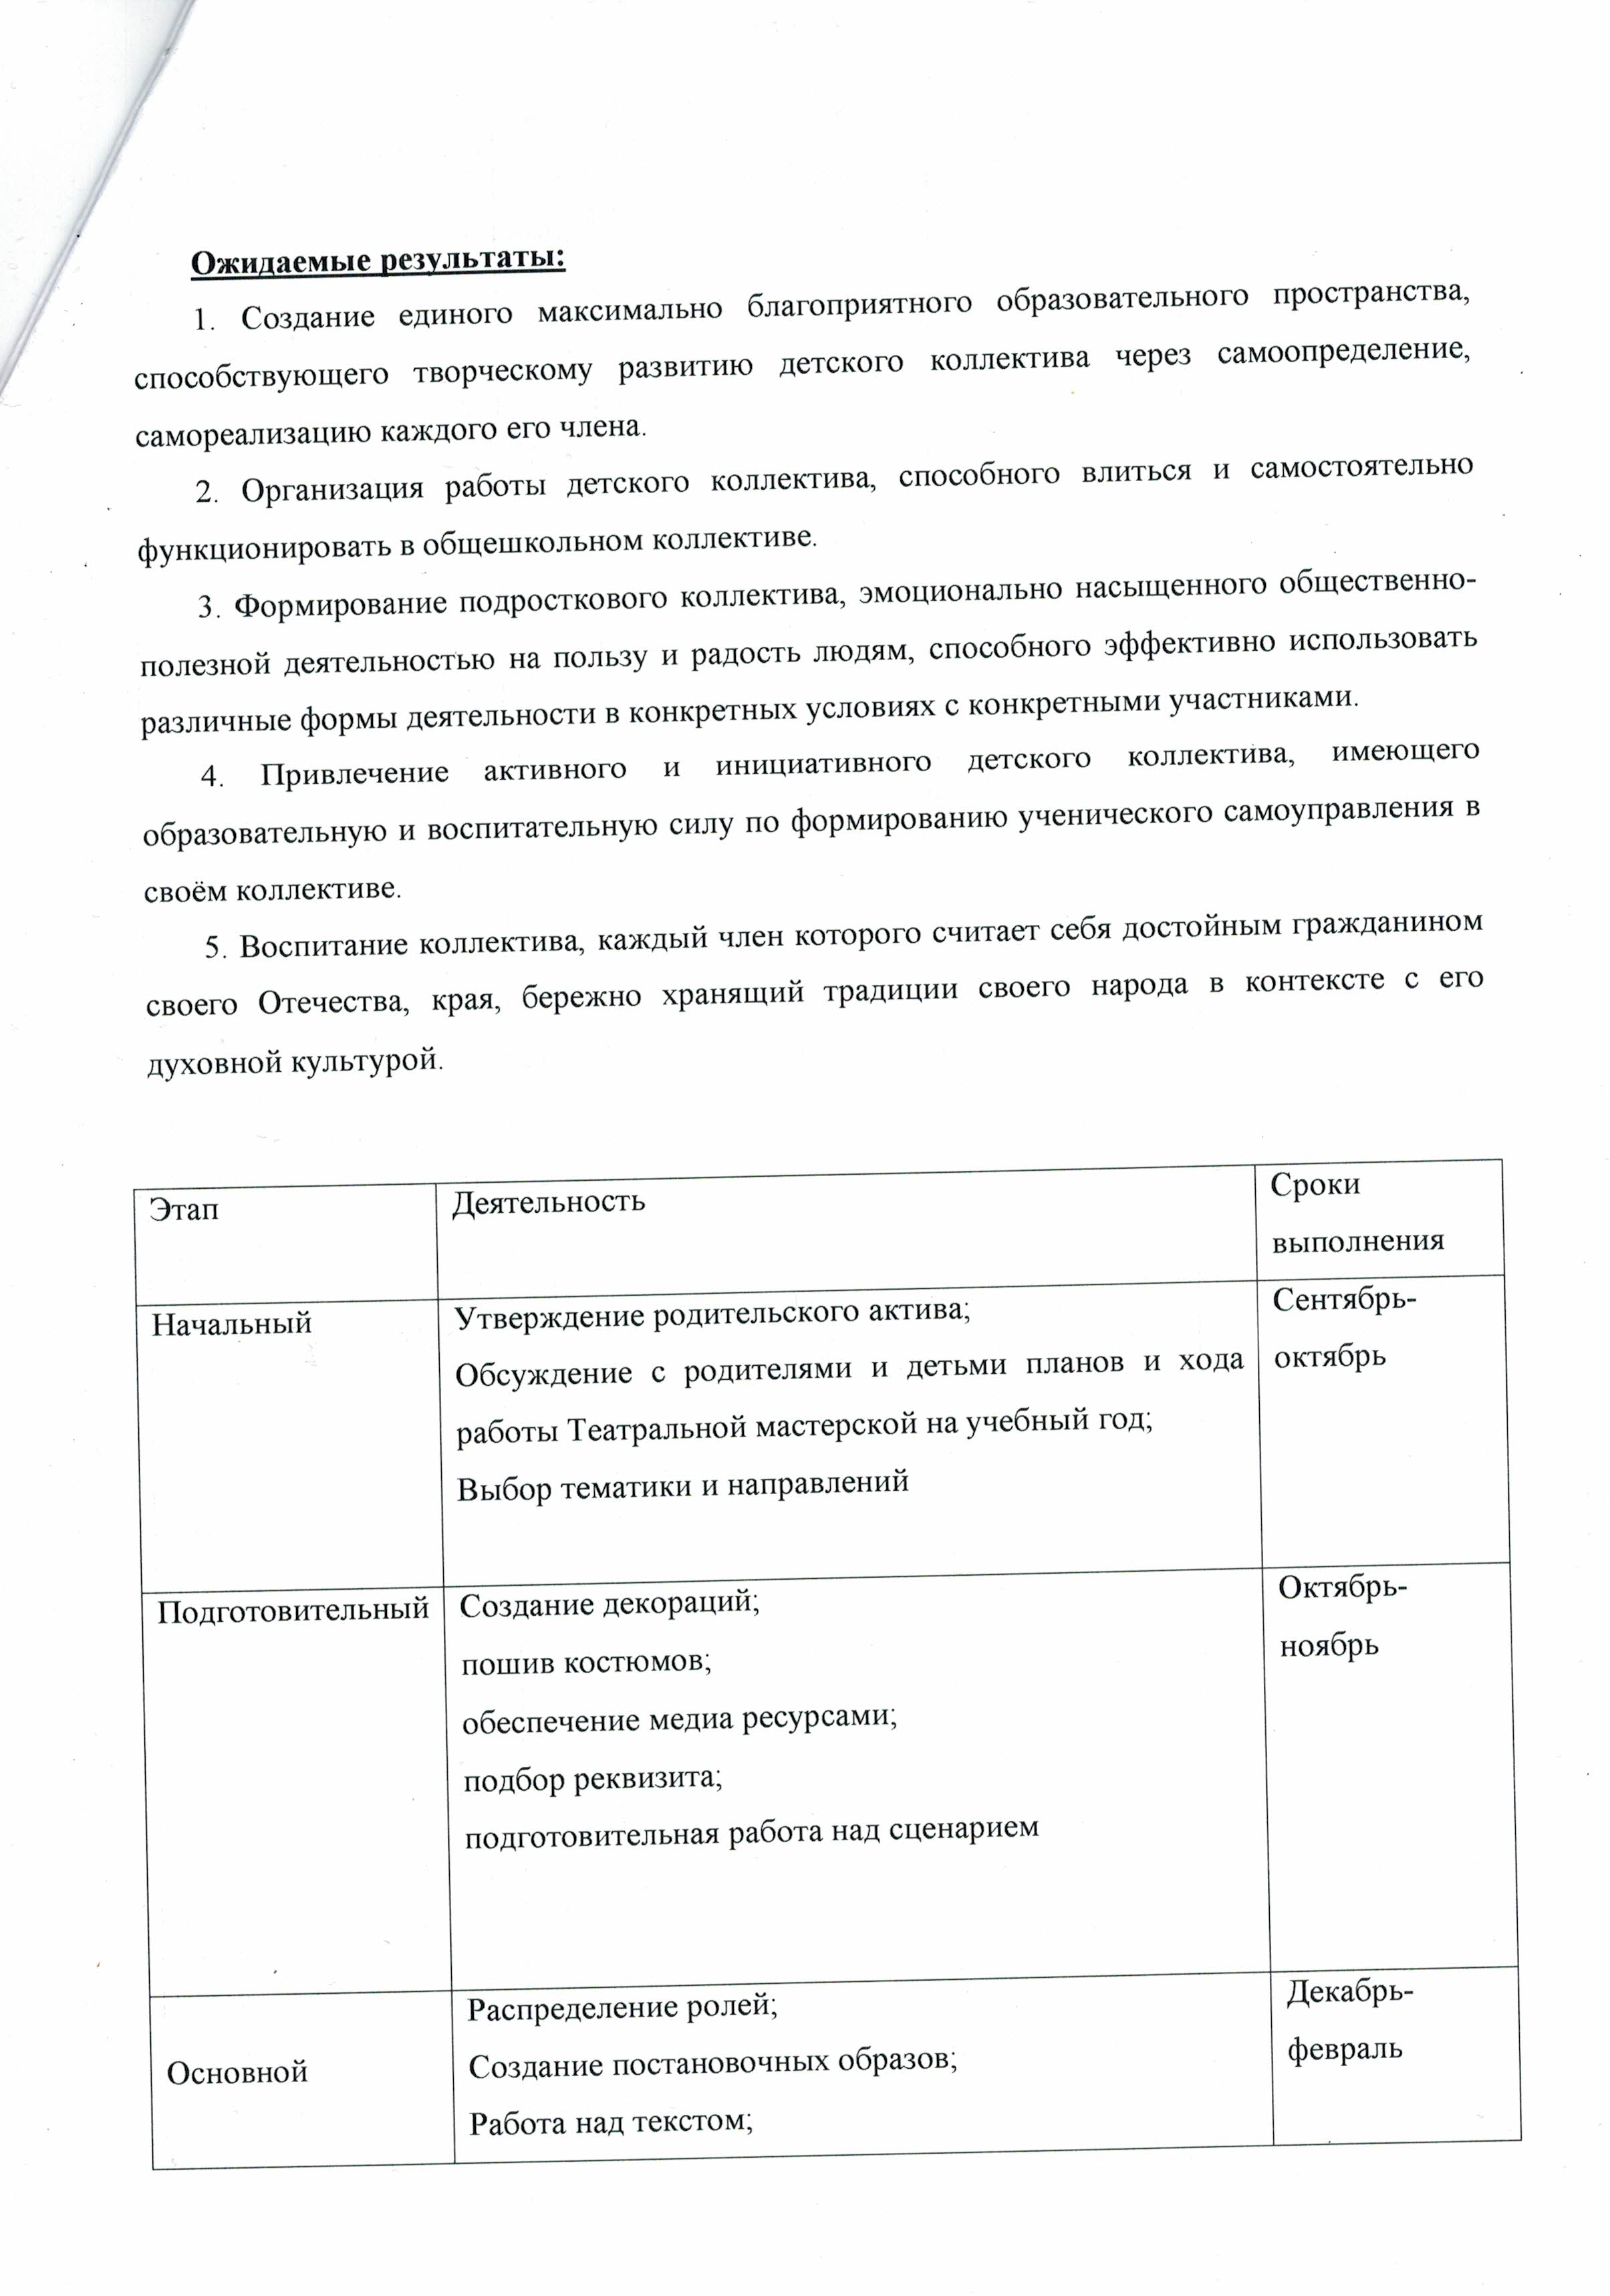 Ожидаемые результаты:
1. Создание единого максимально благоприятного образовательного пространства,
способствующего творческому развитию детского коллектива через самоопределение,
самореализацию каждого его члена.
2. Организация работы детского коллектива, способного влиться и самостоятельно
функционировать в общешкольном коллективе.
3. Формирование подросткового коллектива, эмоционально насыщенного общественно-
полезной деятельностью на пользу и радость людям, способного эффективно использовать
различные формы деятельности в конкретных условиях с конкретными участниками.
4. Привлечение активного и инициативного детского коллектива, имеющего
образовательную и воспитательную силу по формированию ученического самоуправления в
своём коллективе.
5. Воспитание коллектива, каждый член которого считает себя достойным гражданином
своего Отечества, края, бережно хранящий традиции своего народа в контексте с его
духовной культурой.
Этап
Деятельность
Сроки
выполнения
Начальный
Утверждение родительского актива;
Обсуждение с родителями и детьми планов и хода
работы Театральной мастерской на учебный год;
Выбор тематики и направлений
Сентябрь-
октябрь
Подготовительный
Создание декораций;
пошив костюмов;
обеспечение медиа ресурсами;
подбор реквизита;
подготовительная работа над сценарием
Октябрь-
ноябрь
Основной
Распределение ролей;
Создание постановочных образов;
Работа над текстом;
Декабрь-
февраль